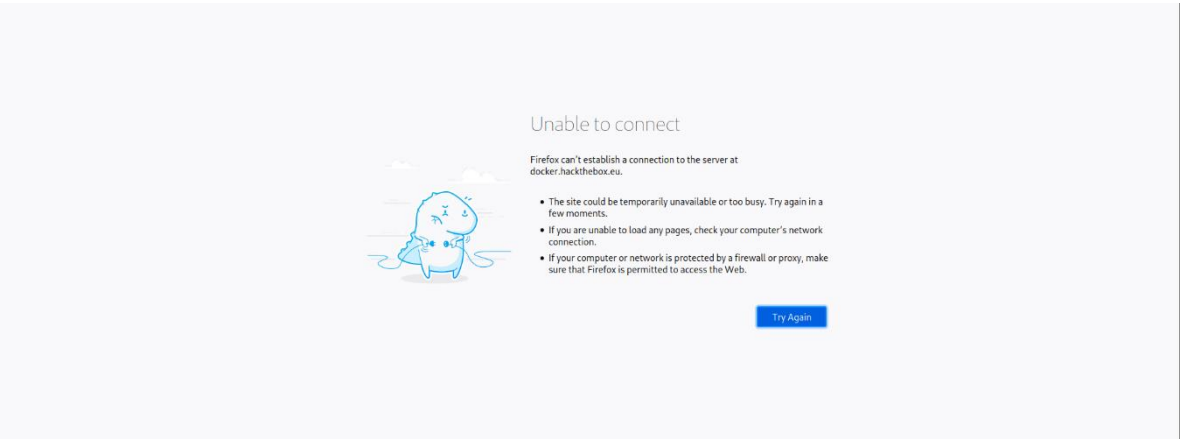 Unable to connect
Firefox can't establish a connection to the server at
docker.hackthebox.eu.
• The site could be temporarily unavailable or too busy. Try again in a
few moments.
• If you are unable to load any pages, check your computer's network
connection.
• If your computer or network is protected by a firewall or proxy, make
sure that Firefox is permitted to access the Web.
Try Again